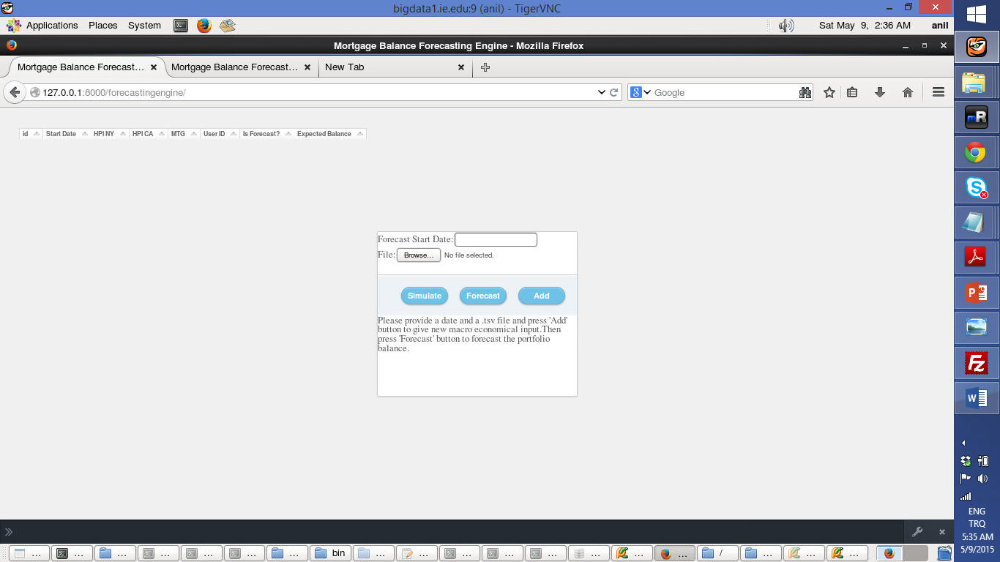 bigdata1.ie.edu:9 (anil) - TigerVNC
Applications Places System Sat May 9, 2:36 AM anil
Mortgage Balance Forecasting Engine - Mozilla Firefox
Mortgage Balance Forecast… Mortgage Balance Forecast… New Tab
127.0.0.1:8000/forecastingengine/ Google
id Start Date HPI NY HPI CA MTG User ID Is Forecast? Expected Balance
Forecast Start Date:
File: Browse… No file selected.
Simulate Forecast Add
Please provide a date and a .tsv file and press 'Add'
button to give new macro economical input.Then
press 'Forecast' button to forecast the portfolio
balance.
… … … … … … … bin … … … … … … … … / … … …
ENG
TRQ
5:35 AM
5/9/2015